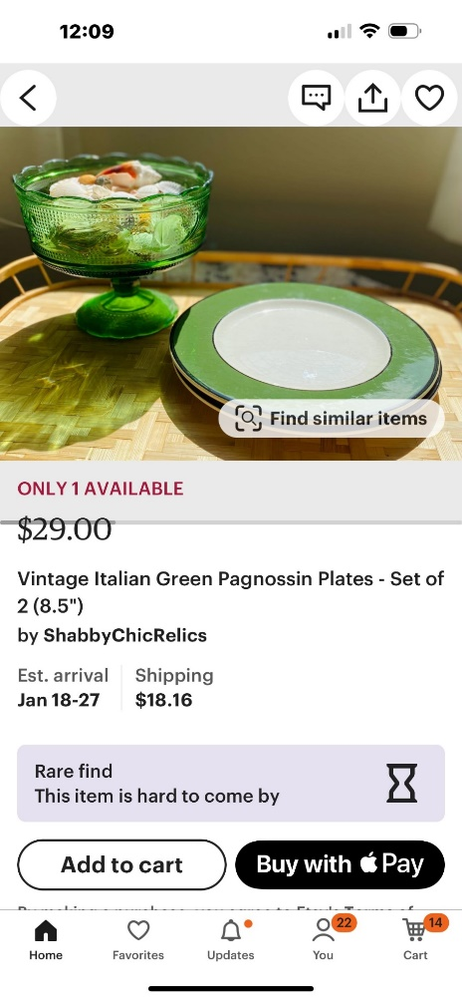 12:09
Find similar items
ONLY 1 AVAILABLE
$29.00
Vintage Italian Green Pagnossin Plates - Set of
2 (8.5")
by ShabbyChicRelics
Est. arrival
Jan 18-27
Shipping
$18.16
Rare find
This item is hard to come by
Add to cart
Buy with Pay
Home
Favorites
Updates
22
You
14
Cart